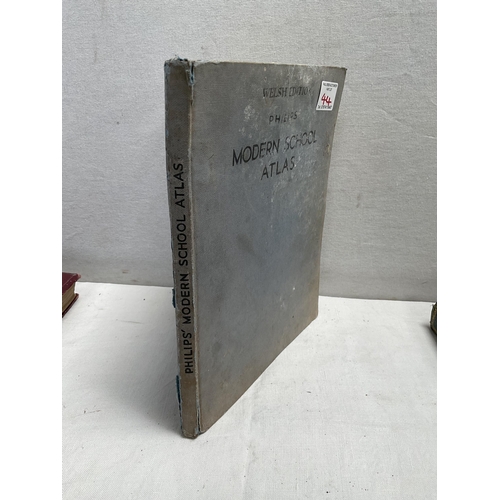 WELSH EDITION
PHILIPS'
MODERN SCHOOL
ATLAS
44
PHILIPS' MODERN SCHOOL ATLAS